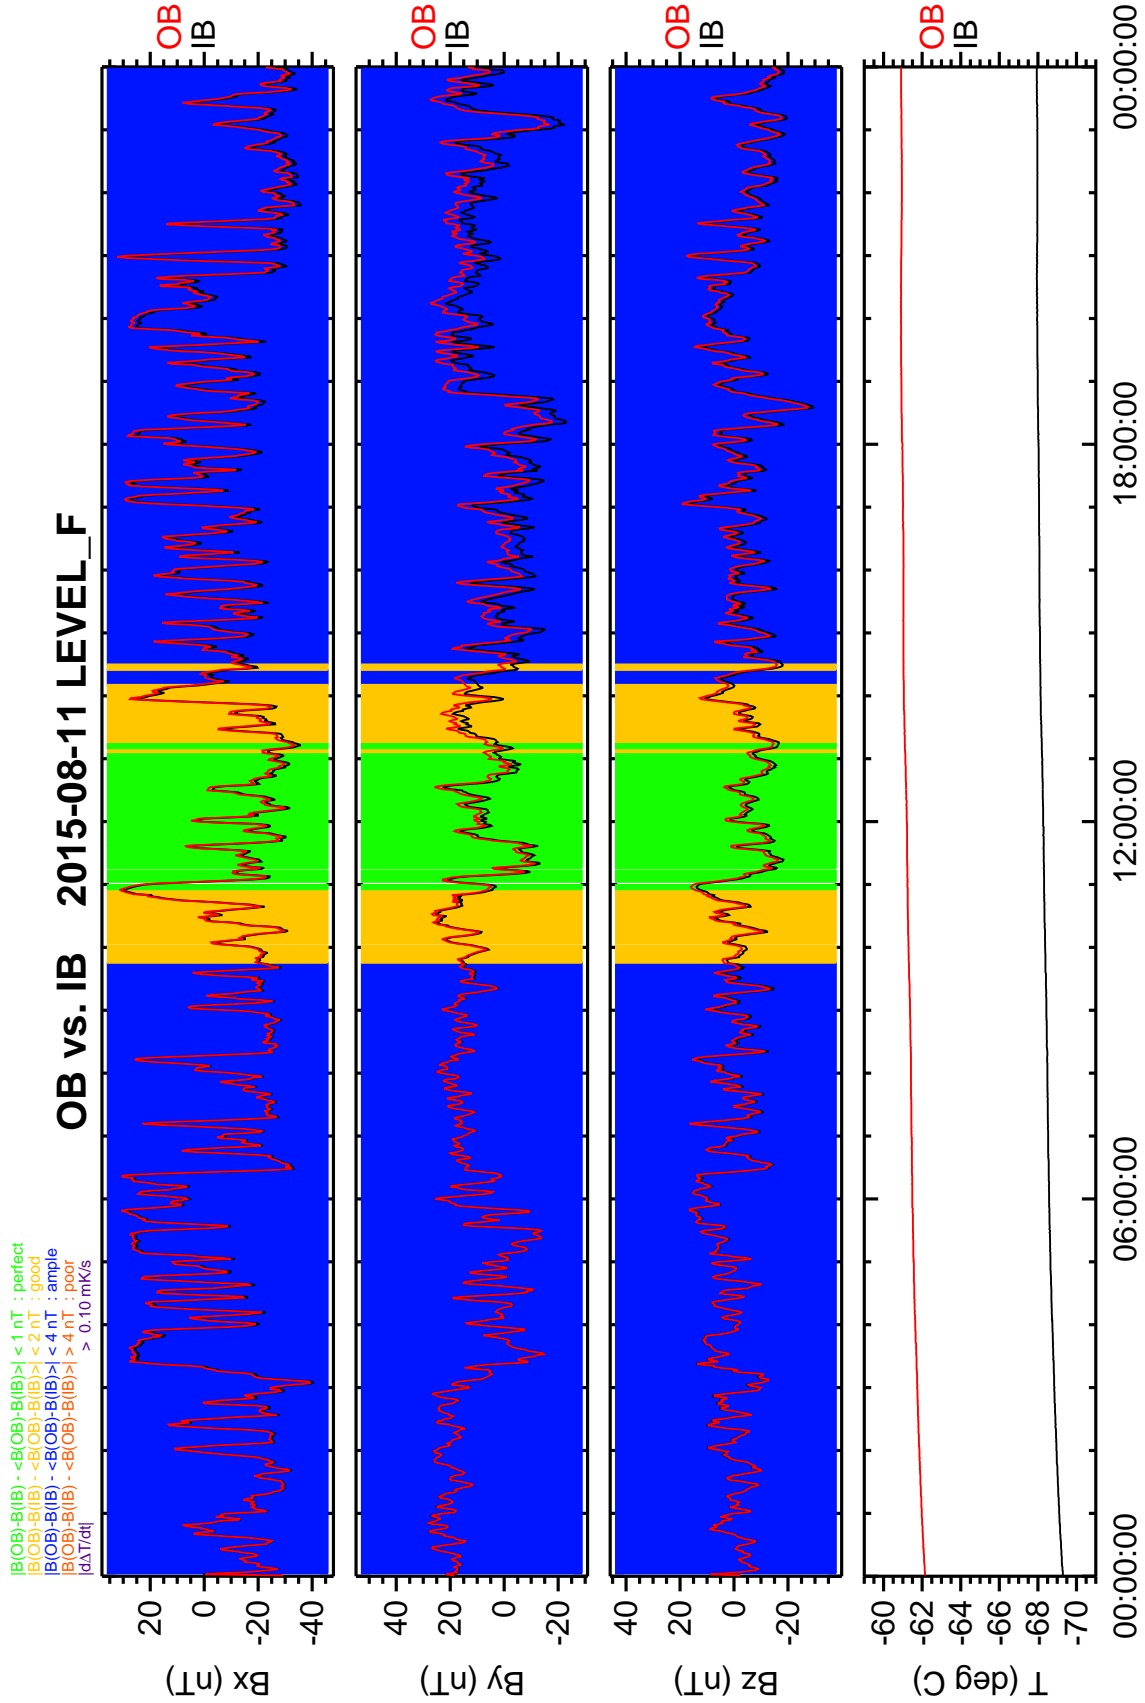 |B(OB)-B(IB) - <B(OB)-B(IB)>| < 1 nT : perfect
|B(OB)-B(IB) - <B(OB)-B(IB)>| < 2 nT : good
|B(OB)-B(IB) - <B(OB)-B(IB)>| < 4 nT : ample
|B(OB)-B(IB) - <B(OB)-B(IB)>| > 4 nT : poor
|dΔT/dt| > 0.10 mK/s
OB vs. IB 2015-08-11 LEVEL_F
Bx (nT)
20
0
-20
-40
OB
IB
By (nT)
40
20
0
-20
OB
IB
Bz (nT)
40
20
0
-20
OB
IB
T (deg C)
-60
-62
-64
-66
-68
-70
OB
IB
00:00:00
06:00:00
12:00:00
18:00:00
00:00:00